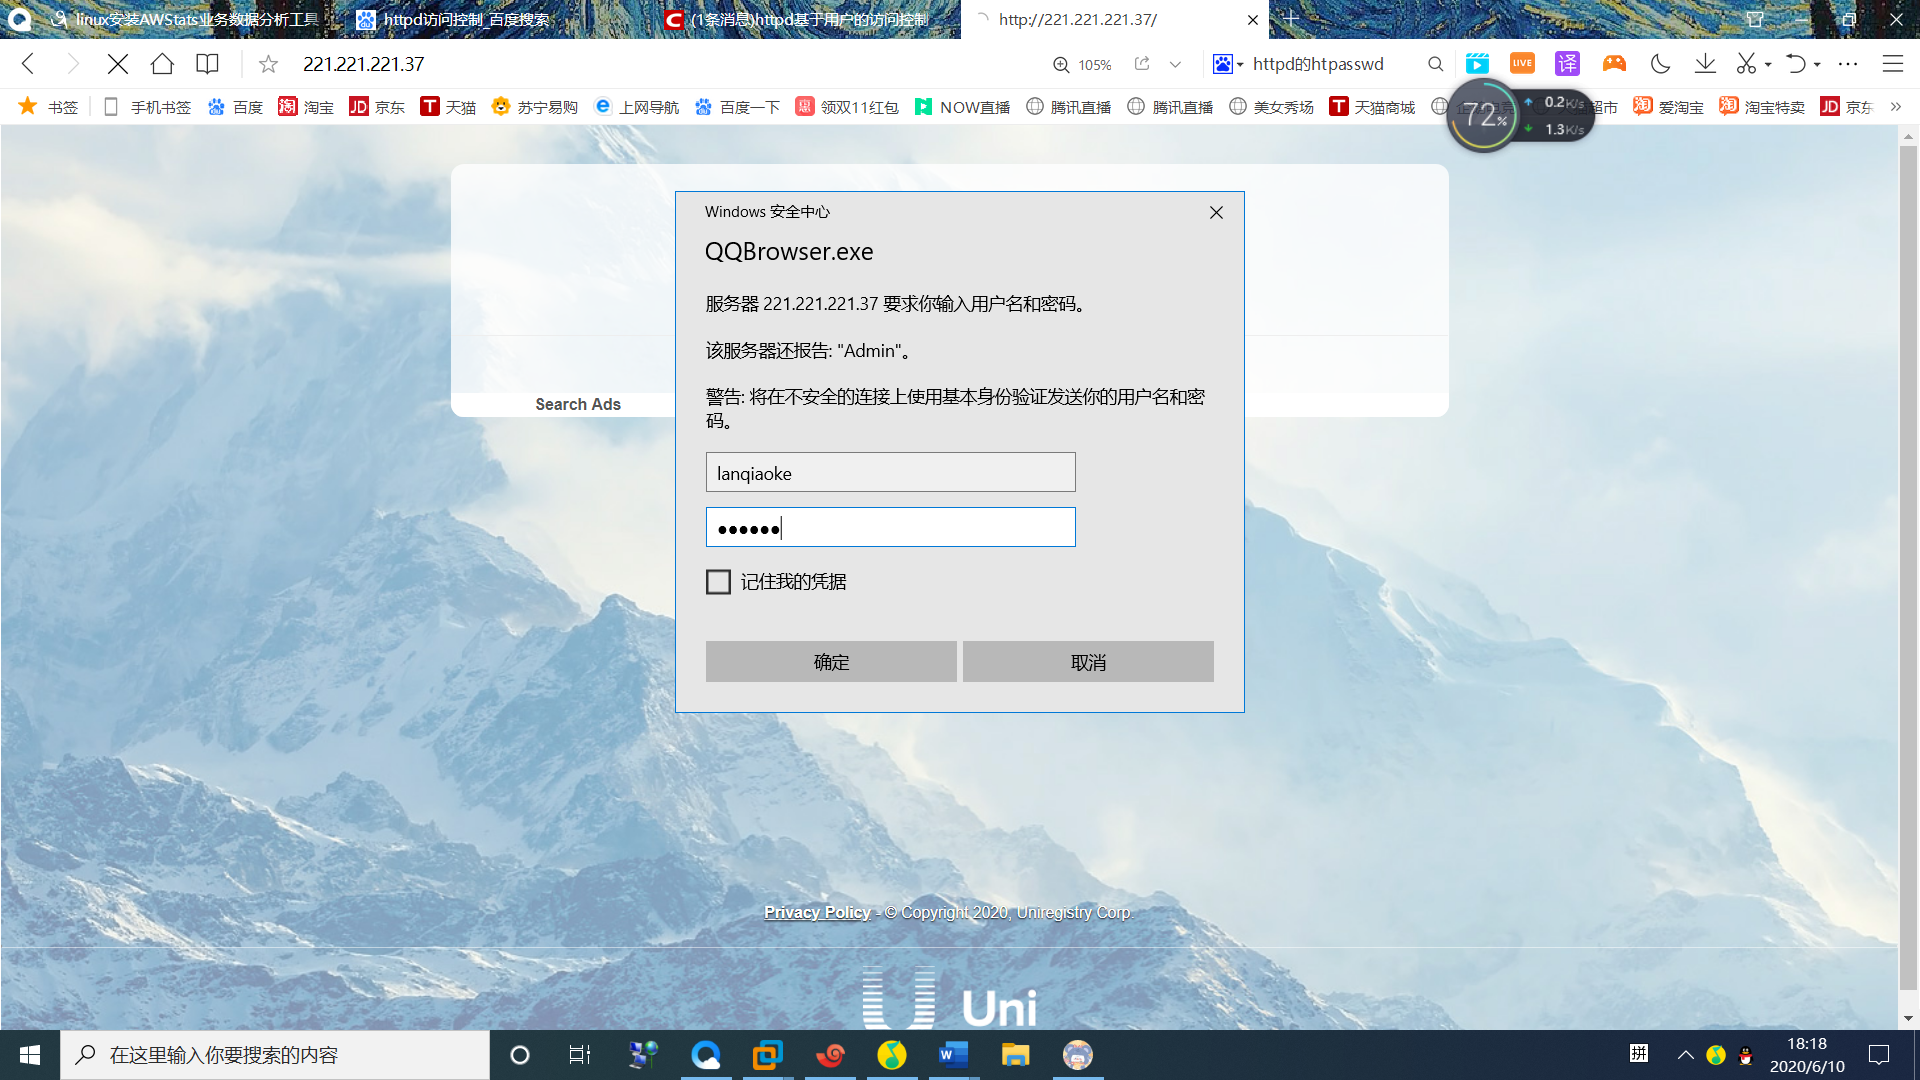 linux安装AWStats业务数据分析工具
httpd访问控制_百度搜索
(1条消息)httpd基于用户的访问控制
http://221.221.221.37/
221.221.221.37
105%
httpd的htpasswd
LIVE
译
书签
手机书签
百度
淘宝
京东
天猫
苏宁易购
上网导航
百度一下
领双11红包
NOW直播
腾讯直播
腾讯直播
美女秀场
天猫商城
超市
爱淘宝
淘宝特卖
京东
72%
0.2K/s
1.3K/s
Windows 安全中心
QQBrowser.exe
服务器 221.221.221.37 要求你输入用户名和密码。
该服务器还报告: "Admin"。
警告: 将在不安全的连接上使用基本身份验证发送你的用户名和密
码。
lanqiaoke
记住我的凭据
确定
取消
Search Ads
Privacy Policy - © Copyright 2020, Uniregistry Corp.
Uni
在这里输入你要搜索的内容
拼
18:18
2020/6/10